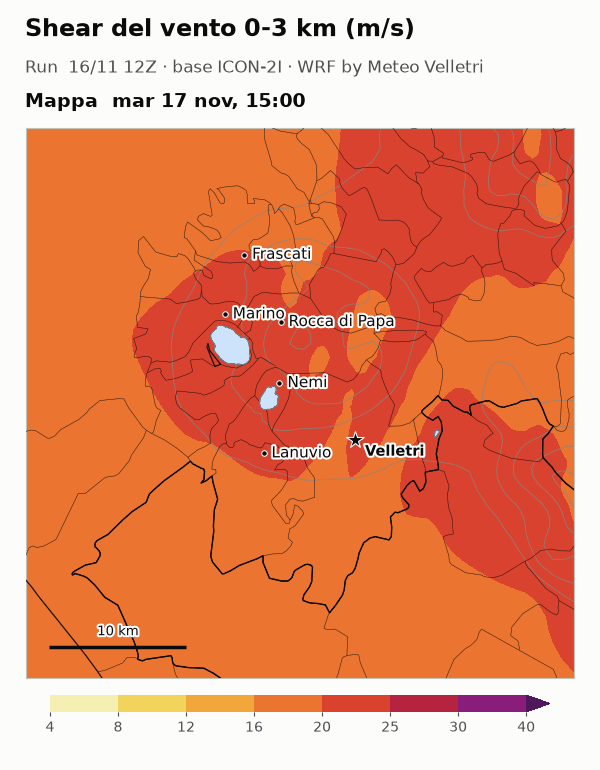 Shear del vento 0-3 km (m/s)
Run  16/11 12Z · base ICON-2I · WRF by Meteo Velletri
Mappa  mar 17 nov, 15:00
Frascati
Marino
Rocca di Papa
Nemi
Velletri
Lanuvio
10 km
4 8 12 16 20 25 30 40